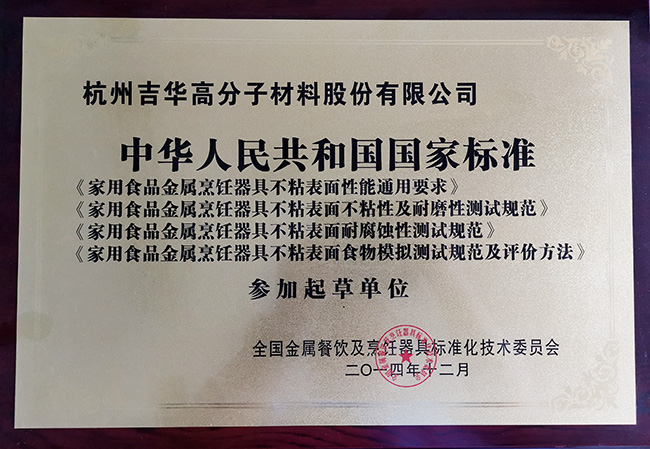 杭州吉华高分子材料股份有限公司
中华人民共和国国家标准
《家用食品金属烹饪器具不粘表面性能通用要求》
《家用食品金属烹饪器具不粘表面不粘性及耐磨性测试规范》
《家用食品金属烹饪器具不粘表面耐腐蚀性测试规范》
《家用食品金属烹饪器具不粘表面食物模拟测试规范及评价方法》
参加起草单位
全国金属餐饮及烹饪器具标准化技术委员会
二〇一四年十二月